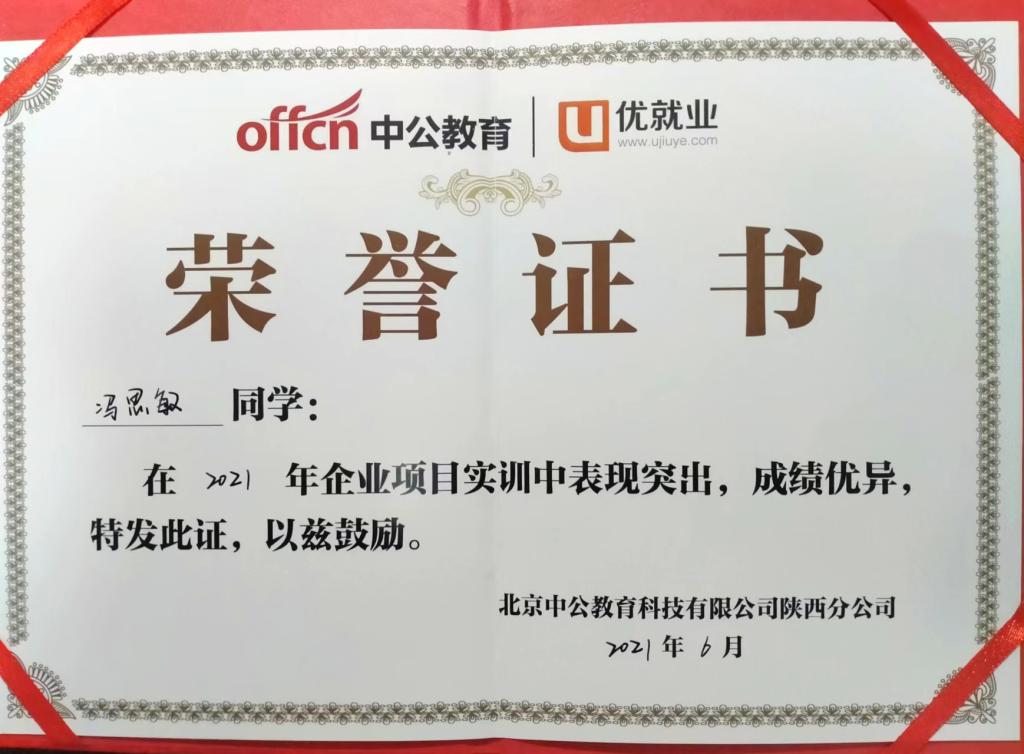 offcn 中公教育 优就业
www.ujiuye.com
荣誉证书
冯思敏 同学：
在 2021 年企业项目实训中表现突出，成绩优异，
特发此证，以兹鼓励。
北京中公教育科技有限公司陕西分公司
2021 年 6 月